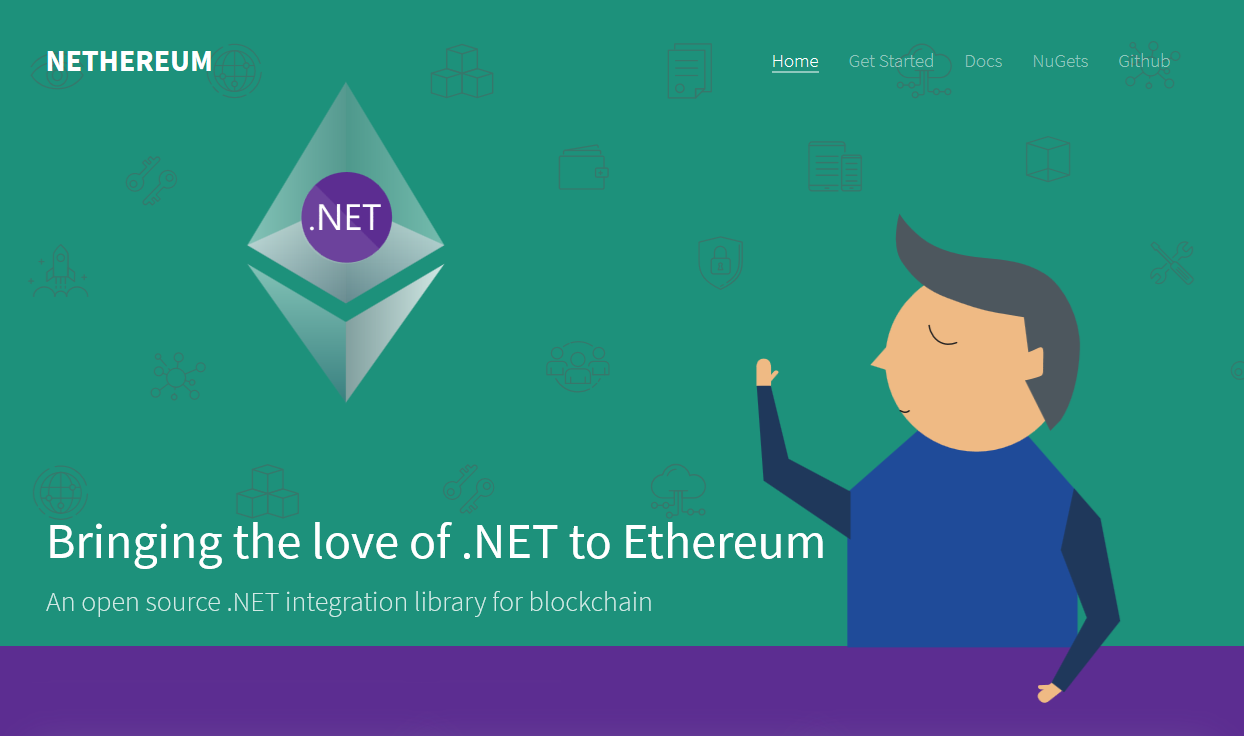 NETHEREUM
Home Get Started Docs NuGets Github
.NET
Bringing the love of .NET to Ethereum
An open source .NET integration library for blockchain